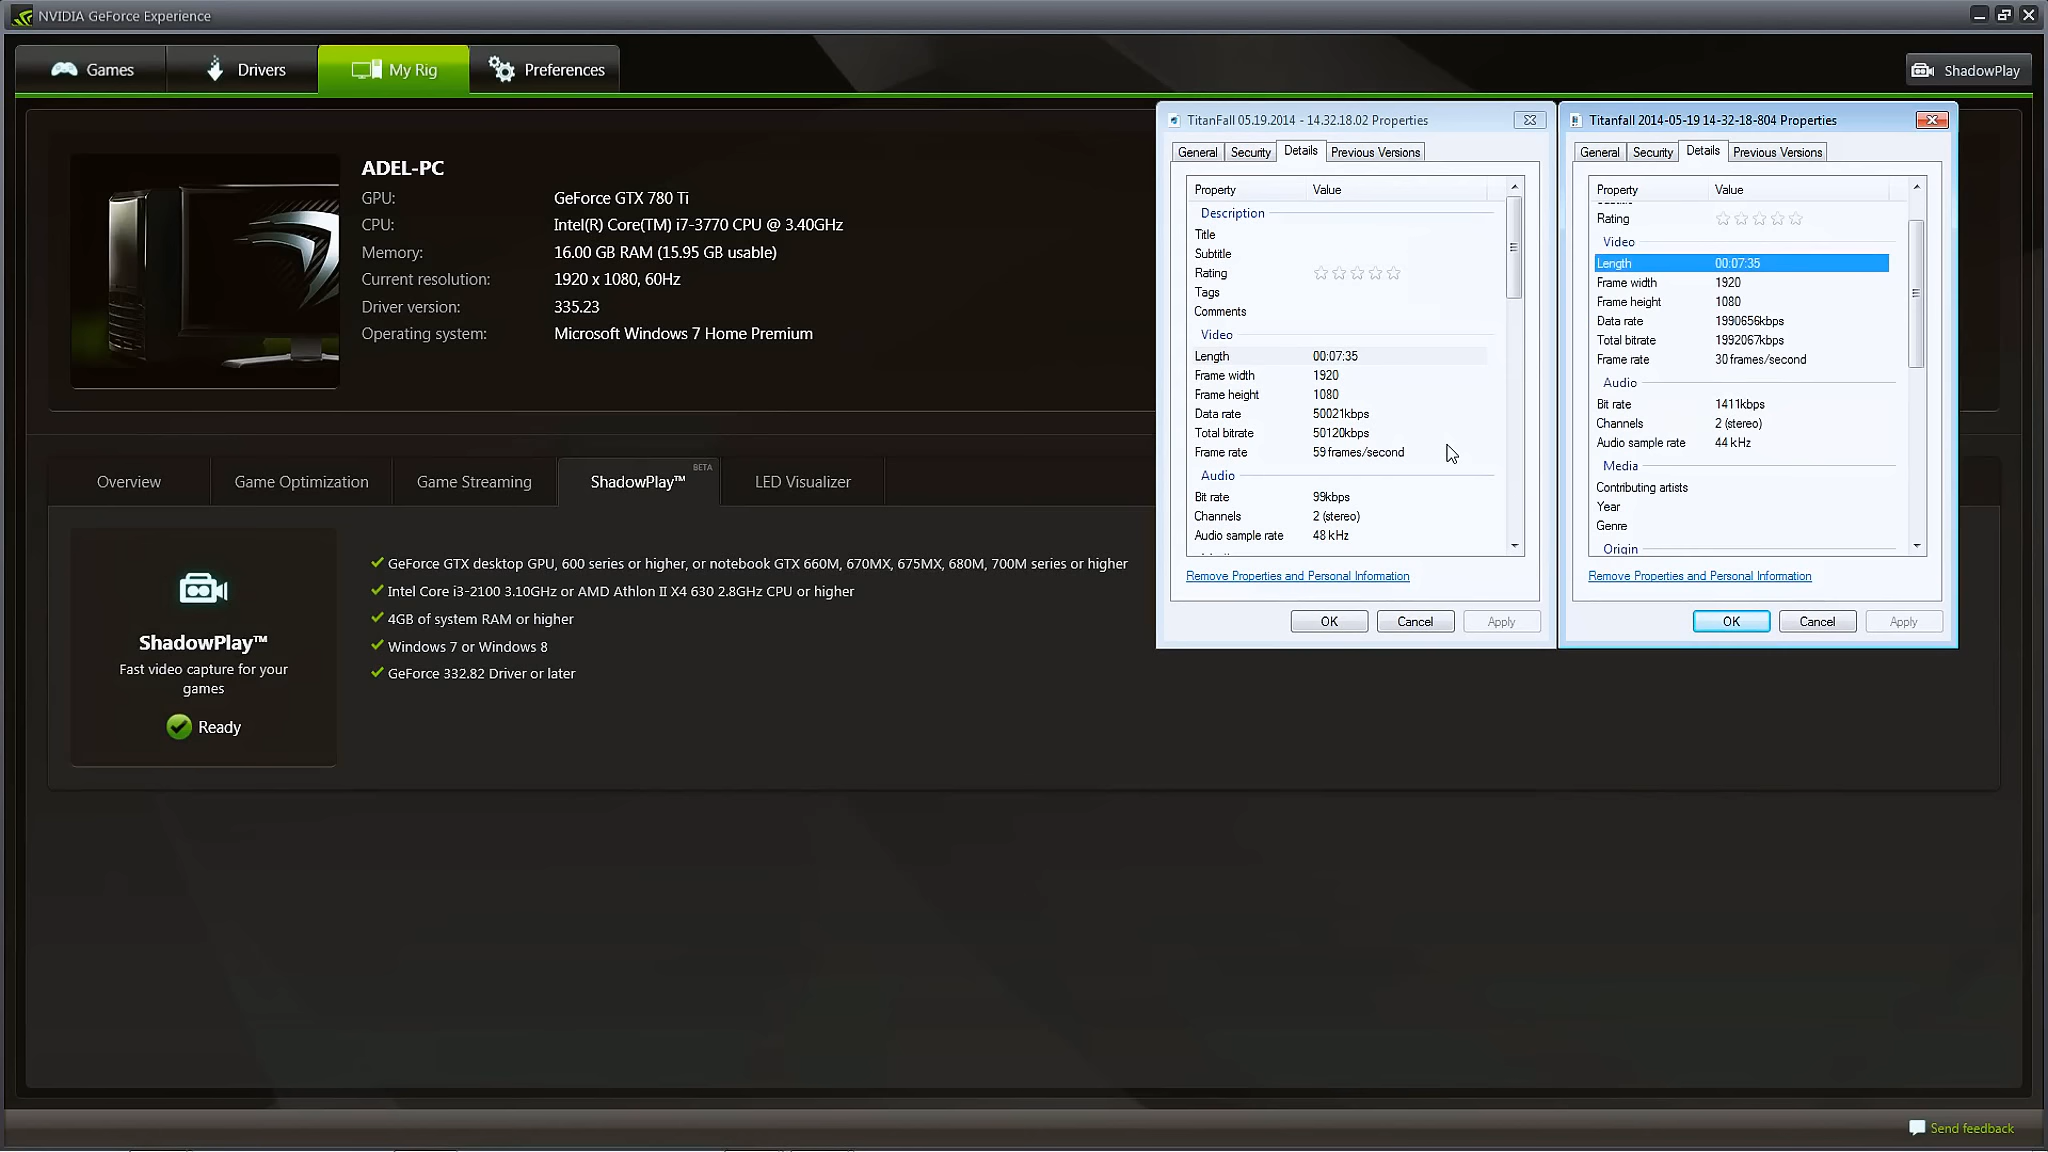 NVIDIA GeForce Experience
Games
Drivers
My Rig
Preferences
ShadowPlay
ADEL-PC
GPU: GeForce GTX 780 Ti
CPU: Intel(R) Core(TM) i7-3770 CPU @ 3.40GHz
Memory: 16.00 GB RAM (15.95 GB usable)
Current resolution: 1920 x 1080, 60Hz
Driver version: 335.23
Operating system: Microsoft Windows 7 Home Premium
Overview
Game Optimization
Game Streaming
ShadowPlay™ BETA
LED Visualizer
ShadowPlay™
Fast video capture for your
games
Ready
GeForce GTX desktop GPU, 600 series or higher, or notebook GTX 660M, 670MX, 675MX, 680M, 700M series or higher
Intel Core i3-2100 3.10GHz or AMD Athlon II X4 630 2.8GHz CPU or higher
4GB of system RAM or higher
Windows 7 or Windows 8
GeForce 332.82 Driver or later
TitanFall 05.19.2014 - 14.32.18.02 Properties
General Security Details Previous Versions
Property Value
Description
Title
Subtitle
Rating
Tags
Comments
Video
Length 00:07:35
Frame width 1920
Frame height 1080
Data rate 50021kbps
Total bitrate 50120kbps
Frame rate 59 frames/second
Audio
Bit rate 99kbps
Channels 2 (stereo)
Audio sample rate 48 kHz
Remove Properties and Personal Information
OK Cancel Apply
Titanfall 2014-05-19 14-32-18-804 Properties
General Security Details Previous Versions
Property Value
Rating
Video
Length 00:07:35
Frame width 1920
Frame height 1080
Data rate 1990656kbps
Total bitrate 1992067kbps
Frame rate 30 frames/second
Audio
Bit rate 1411kbps
Channels 2 (stereo)
Audio sample rate 44 kHz
Media
Contributing artists
Year
Genre
Origin
Remove Properties and Personal Information
OK Cancel Apply
Send feedback